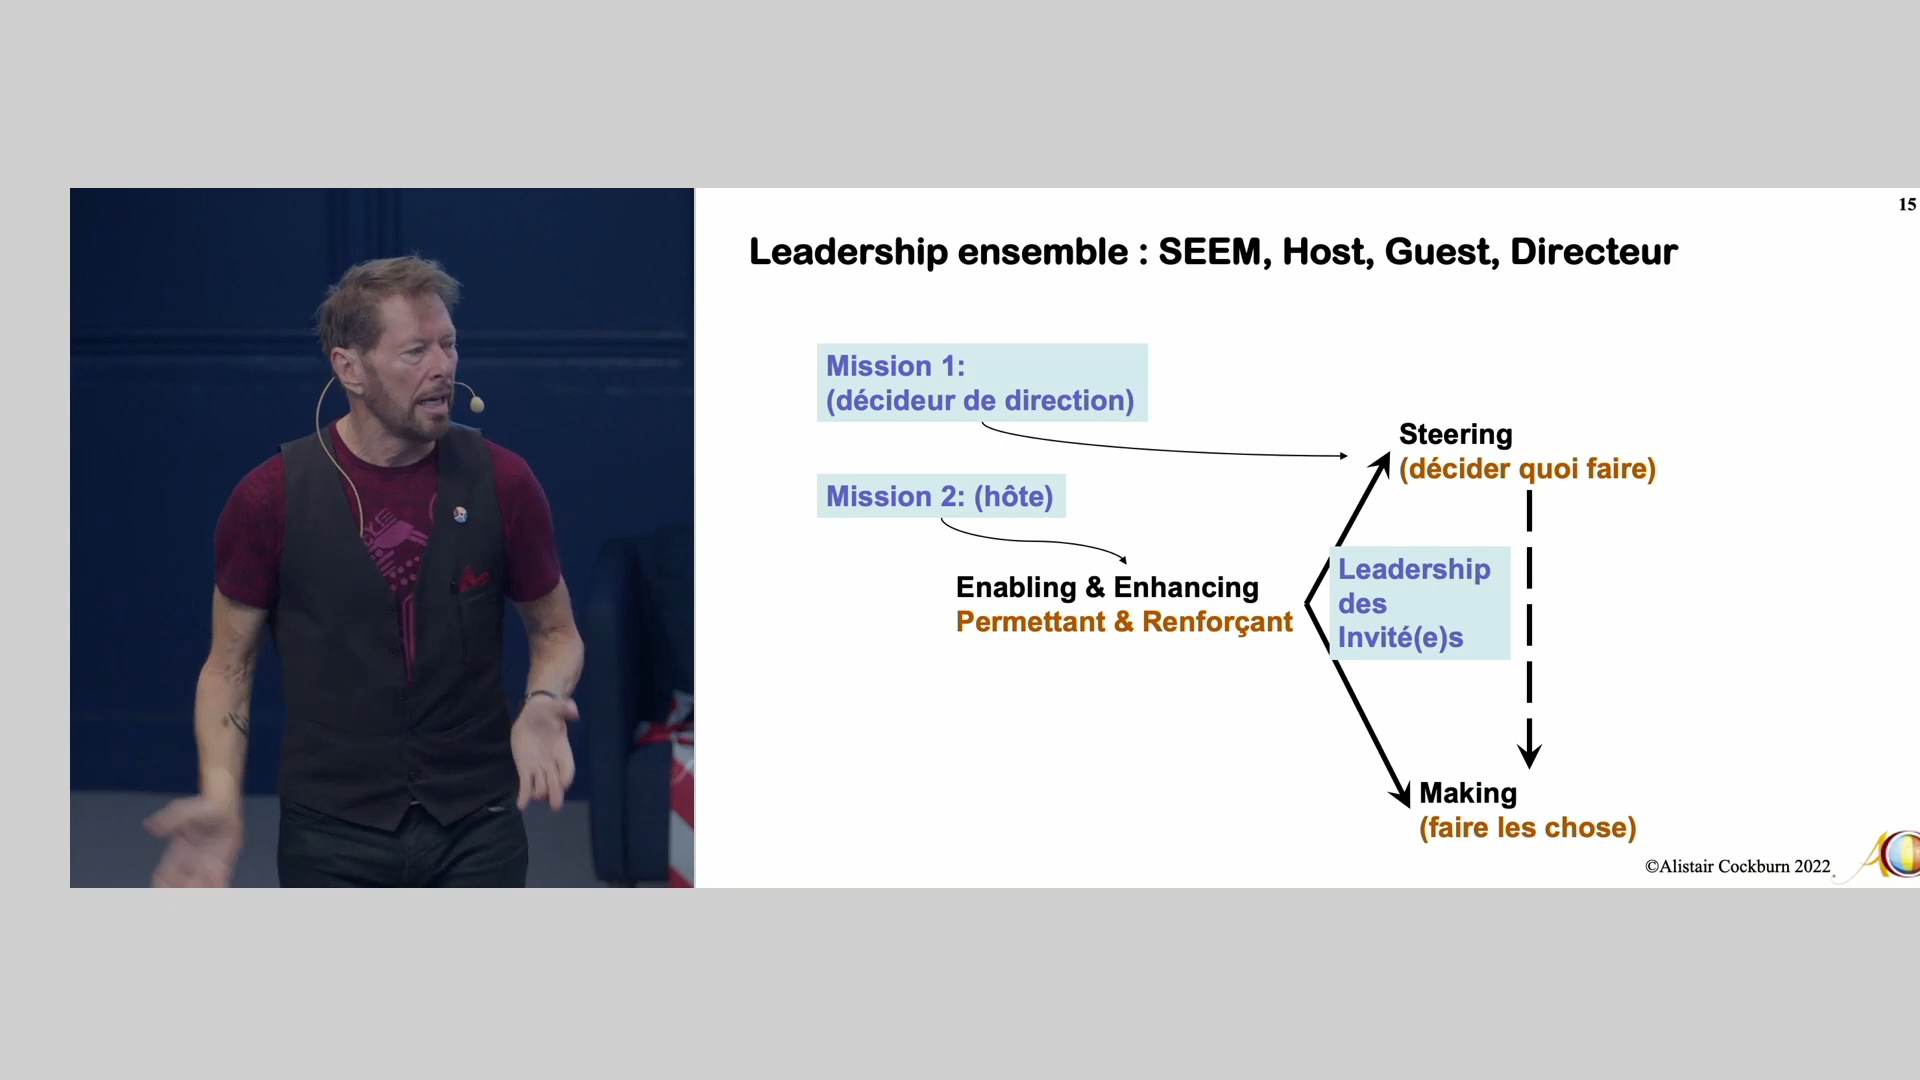 15
Leadership ensemble : SEEM, Host, Guest, Directeur
Mission 1:
(décideur de direction)
Steering
(décider quoi faire)
Mission 2: (hôte)
Enabling & Enhancing
Permettant & Renforçant
Leadership
des
Invité(e)s
Making
(faire les chose)
©Alistair Cockburn 2022